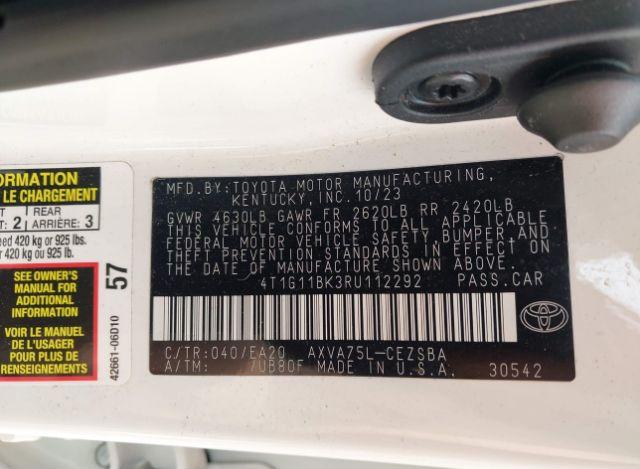 ORMATION
LE CHARGEMENT
2 | REAR
ARRIÈRE: 3
eed 420 kg or 925 lbs.
r 420 kg ou 925 lb.
SEE OWNER'S
MANUAL FOR
ADDITIONAL
INFORMATION
VOIR LE MANUEL
DU
POUR PLUS DE
RENSEIGNEMENTS
57
42661-06D10
MFD.BY:TOYOTA MOTOR MANUFACTURING,
KENTUCKY,INC.10/23
GVWR 4630LB GAWR FR 2620LB RR 2420LB
THIS VEHICLE CONFORMS TO ALL APPLICABLE
FEDERAL MOTOR VEHICLE SAFETY,BUMPER AND
THEFT PREVENTION STANDARDS IN EFFECT ON
THE DATE OF MANUFACTURE SHOWN ABOVE.
4T1G11BK3RU112292 PASS.CAR
C/TR:040/EA20 AXVA75L-CEZSBA
A/TM: 7UB80F MADE IN U.S.A. 30542
TOYOTA